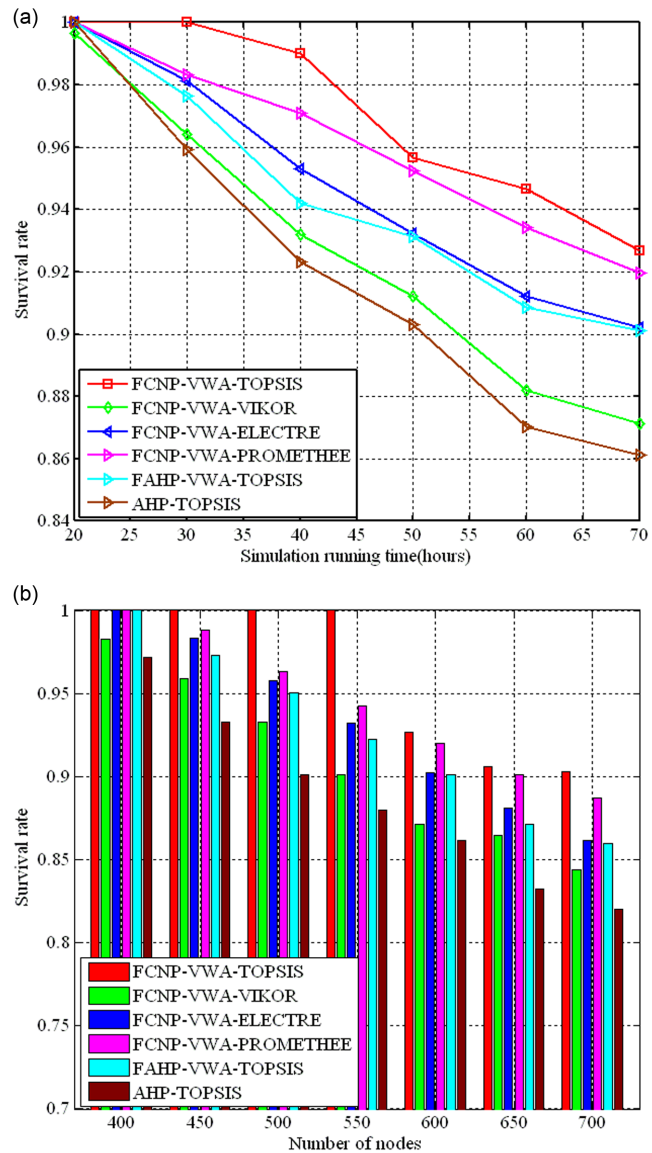 (a)
1
0.98
0.96
0.94
0.92
0.9
0.88
0.86
0.84
Survival rate
FCNP-VWA-TOPSIS
FCNP-VWA-VIKOR
FCNP-VWA-ELECTRE
FCNP-VWA-PROMETHEE
FAHP-VWA-TOPSIS
AHP-TOPSIS
20 25 30 35 40 45 50 55 60 65 70
Simulation running time(hours)
(b)
1
0.95
0.9
0.85
0.8
0.75
0.7
Survival rate
FCNP-VWA-TOPSIS
FCNP-VWA-VIKOR
FCNP-VWA-ELECTRE
FCNP-VWA-PROMETHEE
FAHP-VWA-TOPSIS
AHP-TOPSIS
400 450 500 550 600 650 700
Number of nodes